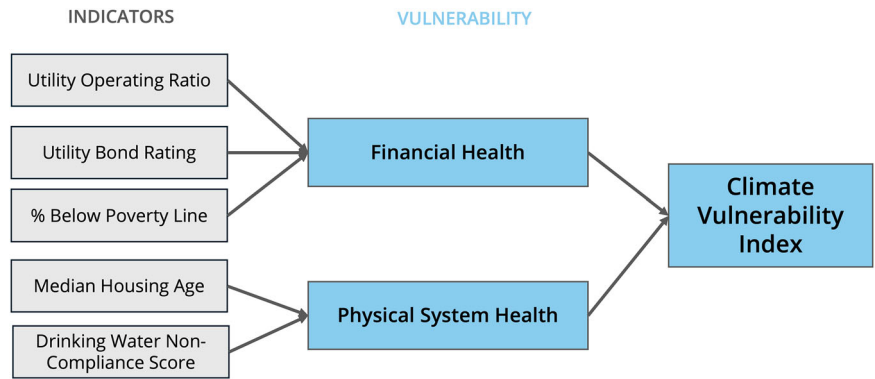 INDICATORS
VULNERABILITY
Utility Operating Ratio
Utility Bond Rating
% Below Poverty Line
Median Housing Age
Drinking Water Non-
Compliance Score
Financial Health
Physical System Health
Climate
Vulnerability
Index